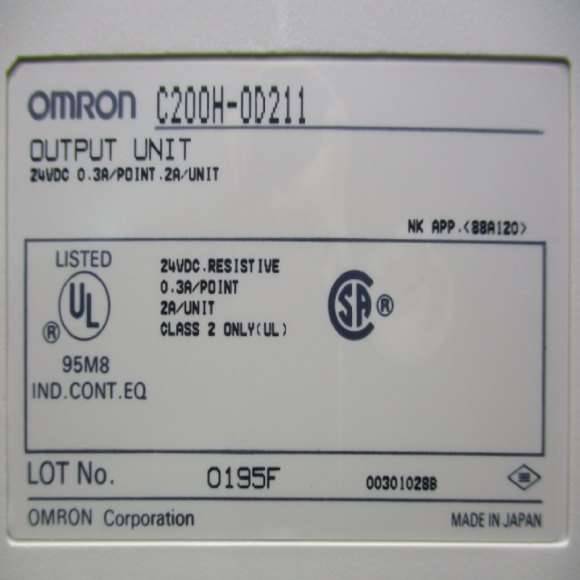 OMRON C200H-OD211
OUTPUT UNIT
24VDC 0.3A/POINT.2A/UNIT
NK APP.<88A120>
LISTED
UL
®
95M8
IND.CONT.EQ
24VDC.RESISTIVE
0.3A/POINT
2A/UNIT
CLASS 2 ONLY(UL)
SA ®
LOT No. 0195F 0030102BB
OMRON Corporation MADE IN JAPAN